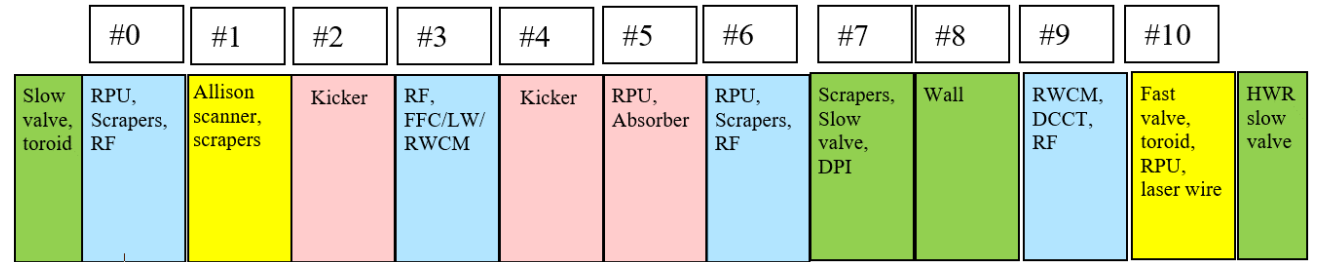 #0 #1 #2 #3 #4 #5 #6 #7 #8 #9 #10
Slow
valve,
toroid
RPU,
Scrapers,
RF
Allison
scanner,
scrapers
Kicker
RF,
FFC/LW/
RWCM
Kicker
RPU,
Absorber
RPU,
Scrapers,
RF
Scrapers,
Slow
valve,
DPI
Wall
RWCM,
DCCT,
RF
Fast
valve,
toroid,
RPU,
laser wire
HWR
slow
valve